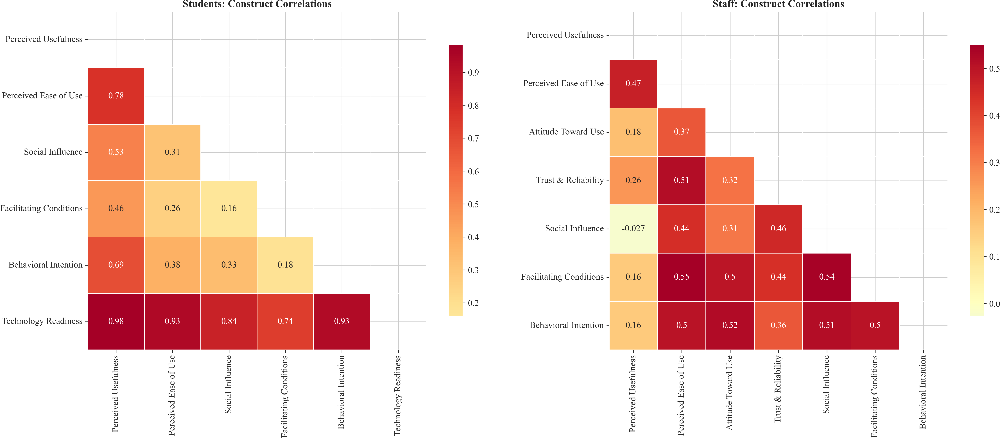 Students: Construct Correlations
Perceived Usefulness
Perceived Ease of Use
0.78
Social Influence
0.53 0.31
Facilitating Conditions
0.46 0.26 0.16
Behavioral Intention
0.69 0.38 0.33 0.18
Technology Readiness
0.98 0.93 0.84 0.74 0.93
Perceived Usefulness
Perceived Ease of Use
Social Influence
Facilitating Conditions
Behavioral Intention
Technology Readiness
0.9
0.8
0.7
0.6
0.5
0.4
0.3
0.2
Staff: Construct Correlations
Perceived Usefulness
Perceived Ease of Use
0.47
Attitude Toward Use
0.18 0.37
Trust & Reliability
0.26 0.51 0.32
Social Influence
-0.027 0.44 0.31 0.46
Facilitating Conditions
0.16 0.55 0.5 0.44 0.54
Behavioral Intention
0.16 0.5 0.52 0.36 0.51 0.5
Perceived Usefulness
Perceived Ease of Use
Attitude Toward Use
Trust & Reliability
Social Influence
Facilitating Conditions
Behavioral Intention
0.5
0.4
0.3
0.2
0.1
0.0